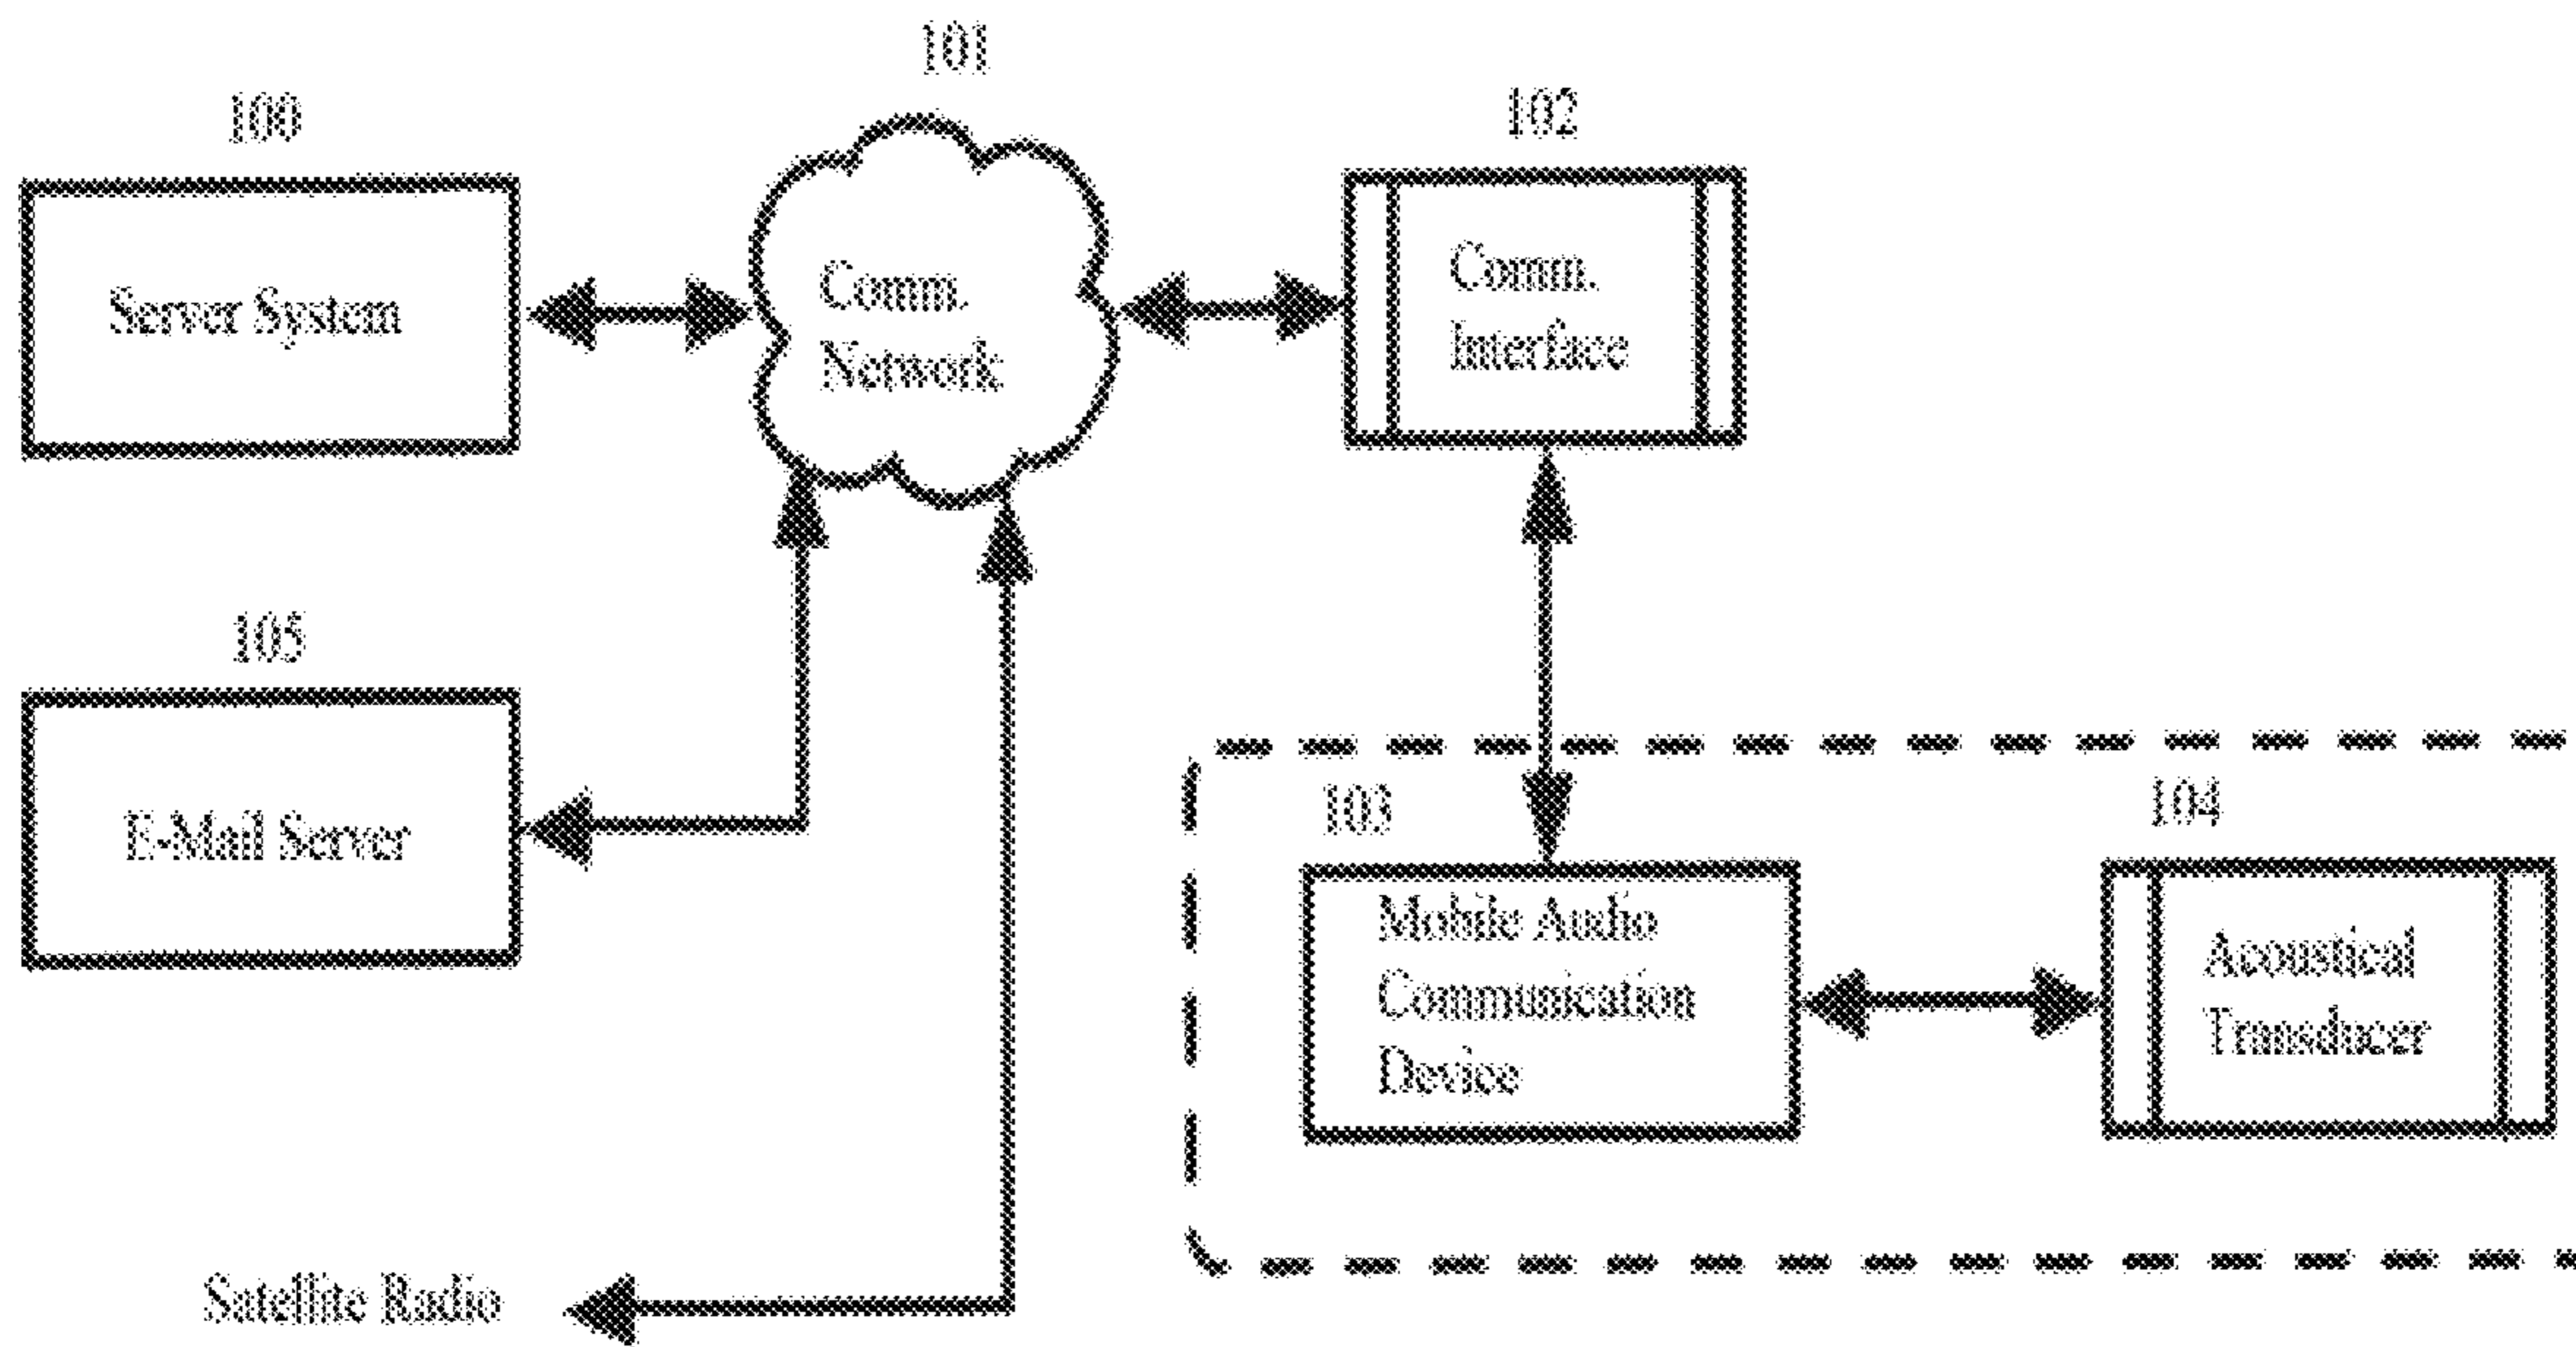 101
100
102
Server System
Comm.
Network
Comm.
Interface
105
E-Mail Server
103
104
Mobile Audio
Communication
Device
Acoustical
Transducer
Satellite Radio